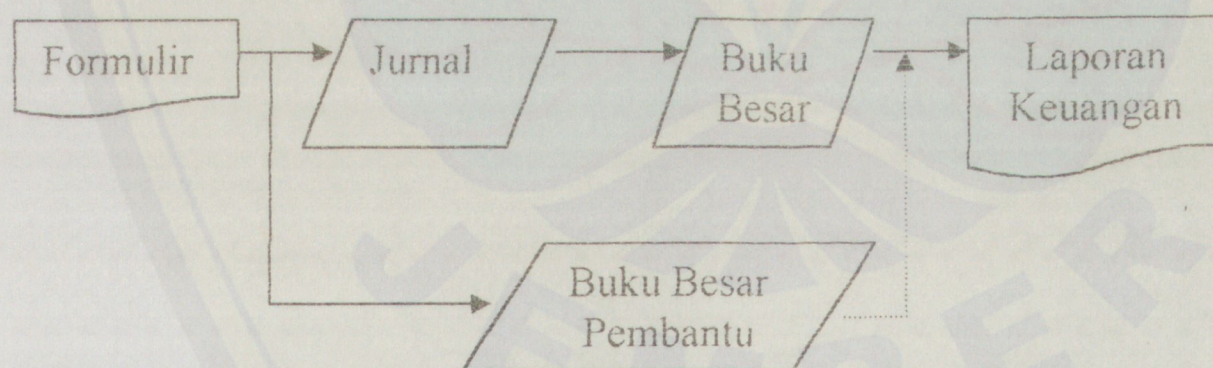 Formulir
Jurnal
Buku
Besar
Laporan
Keuangan
Buku Besar
Pembantu